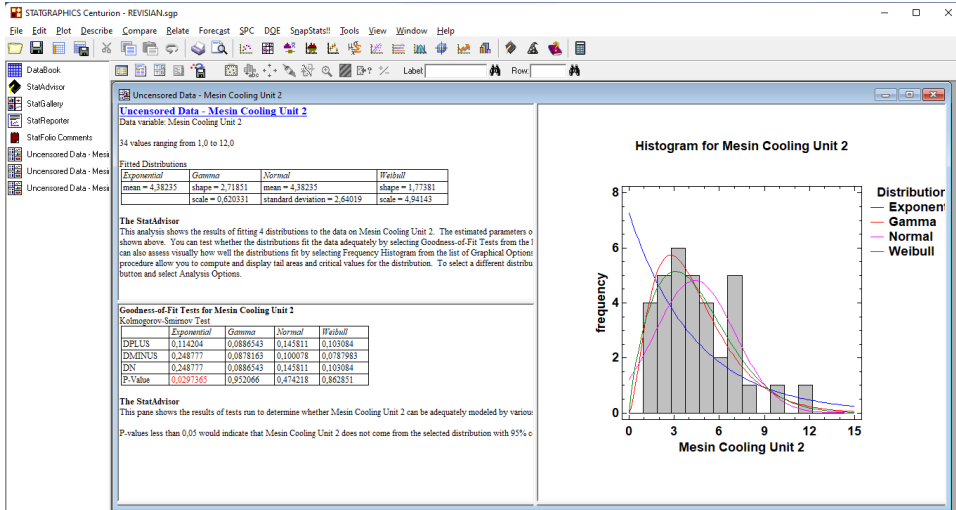 STATGRAPHICS Centurion - REVISIAN.sgp
File Edit Plot Describe Compare Relate Forecast SPC DOE SnapStats!! Tools View Window Help
Label: Row:
DataBook
StatAdvisor
StatGallery
StatReporter
StatFolio Comments
Uncensored Data - Mesi
Uncensored Data - Mesi
Uncensored Data - Mesi
Uncensored Data - Mesin Cooling Unit 2
Uncensored Data - Mesin Cooling Unit 2
Data variable: Mesin Cooling Unit 2
34 values ranging from 1,0 to 12,0
Fitted Distributions
Exponential Gamma Normal Weibull
mean = 4,38235 shape = 2,71851 mean = 4,38235 shape = 1,77381
scale = 0,620331 standard deviation = 2,64019 scale = 4,94143
The StatAdvisor
This analysis shows the results of fitting 4 distributions to the data on Mesin Cooling Unit 2. The estimated parameters o
shown above. You can test whether the distributions fit the data adequately by selecting Goodness-of-Fit Tests from the l
can also assess visually how well the distributions fit by selecting Frequency Histogram from the list of Graphical Options
procedure allow you to compute and display tail areas and critical values for the distribution. To select a different distribu
button and select Analysis Options.
Goodness-of-Fit Tests for Mesin Cooling Unit 2
Kolmogorov-Smirnov Test
Exponential Gamma Normal Weibull
DPLUS 0,114204 0,0886543 0,145811 0,103084
DMINUS 0,248777 0,0878163 0,100078 0,0787983
DN 0,248777 0,0886543 0,145811 0,103084
P-Value 0,0297365 0,952066 0,474218 0,862851
The StatAdvisor
This pane shows the results of tests run to determine whether Mesin Cooling Unit 2 can be adequately modeled by various
P-values less than 0,05 would indicate that Mesin Cooling Unit 2 does not come from the selected distribution with 95% c
Histogram for Mesin Cooling Unit 2
Distribution
Exponen
Gamma
Normal
Weibull
frequency
8
6
4
2
0
0 3 6 9 12 15
Mesin Cooling Unit 2